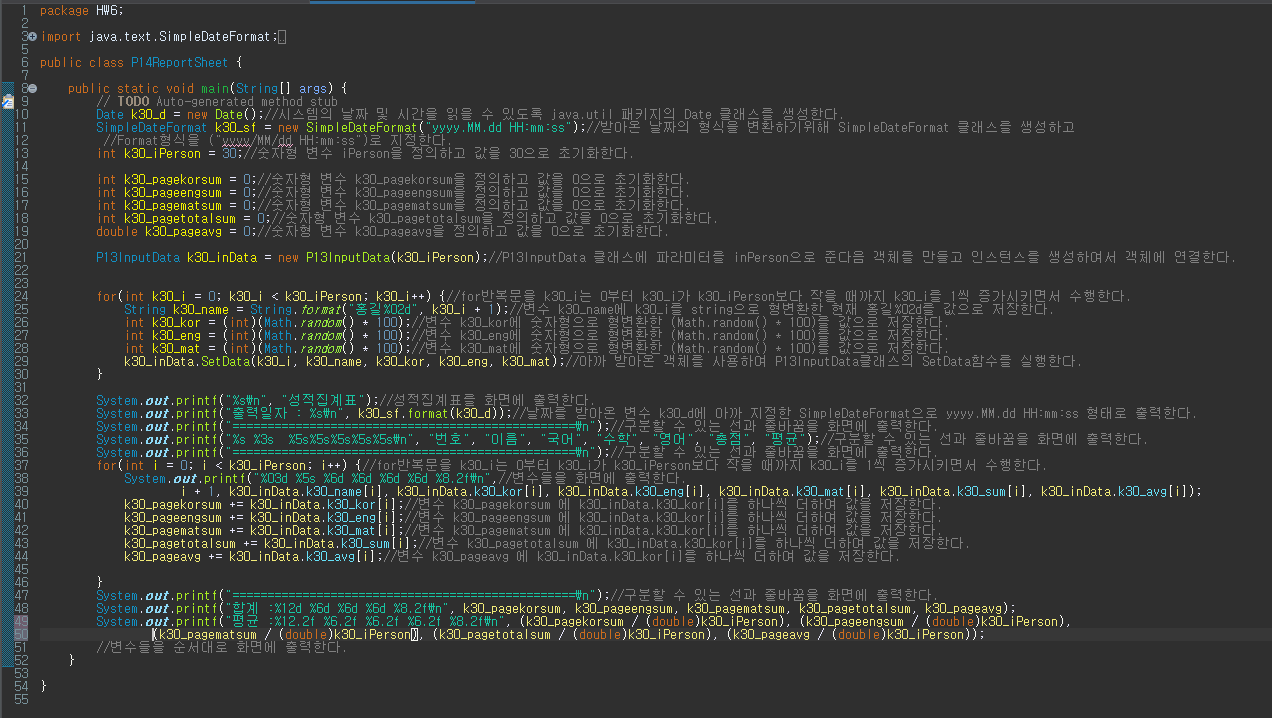 1 package HW6;
2
3 import java.text.SimpleDateFormat;
5
6 public class P14ReportSheet {
7
8 public static void main(String[] args) {
9 // TODO Auto-generated method stub
10 Date k30_d = new Date();//시스템의 날짜 및 시간을 읽을 수 있도록 java.util 패키지의 Date 클래스를 생성한다.
11 SimpleDateFormat k30_sf = new SimpleDateFormat("yyyy.MM.dd HH:mm:ss");//받아온 날짜의 형식을 변환하기위해 SimpleDateFormat 클래스를 생성하고
12 //Format형식을 ("yyyy/MM/dd HH:mm:ss")로 지정한다.
13 int k30_iPerson = 30;//숫자형 변수 iPerson을 정의하고 값을 30으로 초기화한다.
14
15 int k30_pagekorsum = 0;//숫자형 변수 k30_pagekorsum을 정의하고 값을 0으로 초기화한다.
16 int k30_pageengsum = 0;//숫자형 변수 k30_pageengsum을 정의하고 값을 0으로 초기화한다.
17 int k30_pagematsum = 0;//숫자형 변수 k30_pagematsum을 정의하고 값을 0으로 초기화한다.
18 int k30_pagetotalsum = 0;//숫자형 변수 k30_pagetotalsum을 정의하고 값을 0으로 초기화한다.
19 double k30_pageavg = 0;//숫자형 변수 k30_pageavg을 정의하고 값을 0으로 초기화한다.
20
21 P13InputData k30_inData = new P13InputData(k30_iPerson);//P13InputData 클래스에 파라미터를 inPerson으로 준다음 객체를 만들고 인스턴스를 생성하여서 객체에 연결한다.
22
23
24 for(int k30_i = 0; k30_i < k30_iPerson; k30_i++) {//for반복문을 k30_i는 0부터 k30_i가 k30_iPerson보다 작을 때까지 k30_i를 1씩 증가시키면서 수행한다.
25 String k30_name = String.format("홍길%02d", k30_i + 1);//변수 k30_name에 k30_i를 string으로 형변환한 현재 홍길%02d를 값으로 저장한다.
26 int k30_kor = (int)(Math.random() * 100);//변수 k30_kor에 숫자형으로 형변환한 (Math.random() * 100)를 값으로 저장한다.
27 int k30_eng = (int)(Math.random() * 100);//변수 k30_eng에 숫자형으로 형변환한 (Math.random() * 100)를 값으로 저장한다.
28 int k30_mat = (int)(Math.random() * 100);//변수 k30_mat에 숫자형으로 형변환한 (Math.random() * 100)를 값으로 저장한다.
29 k30_inData.SetData(k30_i, k30_name, k30_kor, k30_eng, k30_mat);//아까 받아온 객체를 사용하여 P13InputData클래스의 SetData함수를 실행한다.
30 }
31
32 System.out.printf("%s\n", "성적집계표");//성적집계표를 화면에 출력한다.
33 System.out.printf("출력일자 : %s\n", k30_sf.format(k30_d));//날짜를 받아온 변수 k30_d에 아까 지정한 SimpleDateFormat으로 yyyy.MM.dd HH:mm:ss 형태로 출력한다.
34 System.out.printf("=================================================\n");//구분할 수 있는 선과 줄바꿈을 화면에 출력한다.
35 System.out.printf("%s %3s  %5s%5s%5s%5s%5s\n", "번호", "이름", "국어", "수학", "영어", "총점", "평균");//구분할 수 있는 선과 줄바꿈을 화면에 출력한다.
36 System.out.printf("=================================================\n");//구분할 수 있는 선과 줄바꿈을 화면에 출력한다.
37 for(int i = 0; i < k30_iPerson; i++) {//for반복문을 k30_i는 0부터 k30_i가 k30_iPerson보다 작을 때까지 k30_i를 1씩 증가시키면서 수행한다.
38 System.out.printf("%03d %5s %6d %6d %6d %6d %8.2f\n",//변수들을 화면에 출력한다.
39 i + 1, k30_inData.k30_name[i], k30_inData.k30_kor[i], k30_inData.k30_eng[i], k30_inData.k30_mat[i], k30_inData.k30_sum[i], k30_inData.k30_avg[i]);
40 k30_pagekorsum += k30_inData.k30_kor[i];//변수 k30_pagekorsum 에 k30_inData.k30_kor[i]를 하나씩 더하며 값을 저장한다.
41 k30_pageengsum += k30_inData.k30_eng[i];//변수 k30_pageengsum 에 k30_inData.k30_kor[i]를 하나씩 더하며 값을 저장한다.
42 k30_pagematsum += k30_inData.k30_mat[i];//변수 k30_pagematsum 에 k30_inData.k30_kor[i]를 하나씩 더하며 값을 저장한다.
43 k30_pagetotalsum += k30_inData.k30_sum[i];//변수 k30_pagetotalsum 에 k30_inData.k30_kor[i]를 하나씩 더하며 값을 저장한다.
44 k30_pageavg += k30_inData.k30_avg[i];//변수 k30_pageavg 에 k30_inData.k30_kor[i]를 하나씩 더하며 값을 저장한다.
45
46 }
47 System.out.printf("=================================================\n");//구분할 수 있는 선과 줄바꿈을 화면에 출력한다.
48 System.out.printf("합계 :%12d %6d %6d %6d %8.2f\n", k30_pagekorsum, k30_pageengsum, k30_pagematsum, k30_pagetotalsum, k30_pageavg);
49 System.out.printf("평균 :%12.2f %6.2f %6.2f %6.2f %8.2f\n", (k30_pagekorsum / (double)k30_iPerson), (k30_pageengsum / (double)k30_iPerson),
50 (k30_pagematsum / (double)k30_iPerson), (k30_pagetotalsum / (double)k30_iPerson), (k30_pageavg / (double)k30_iPerson));
51 //변수들을 순서대로 화면에 출력한다.
52 }
53
54 }
55